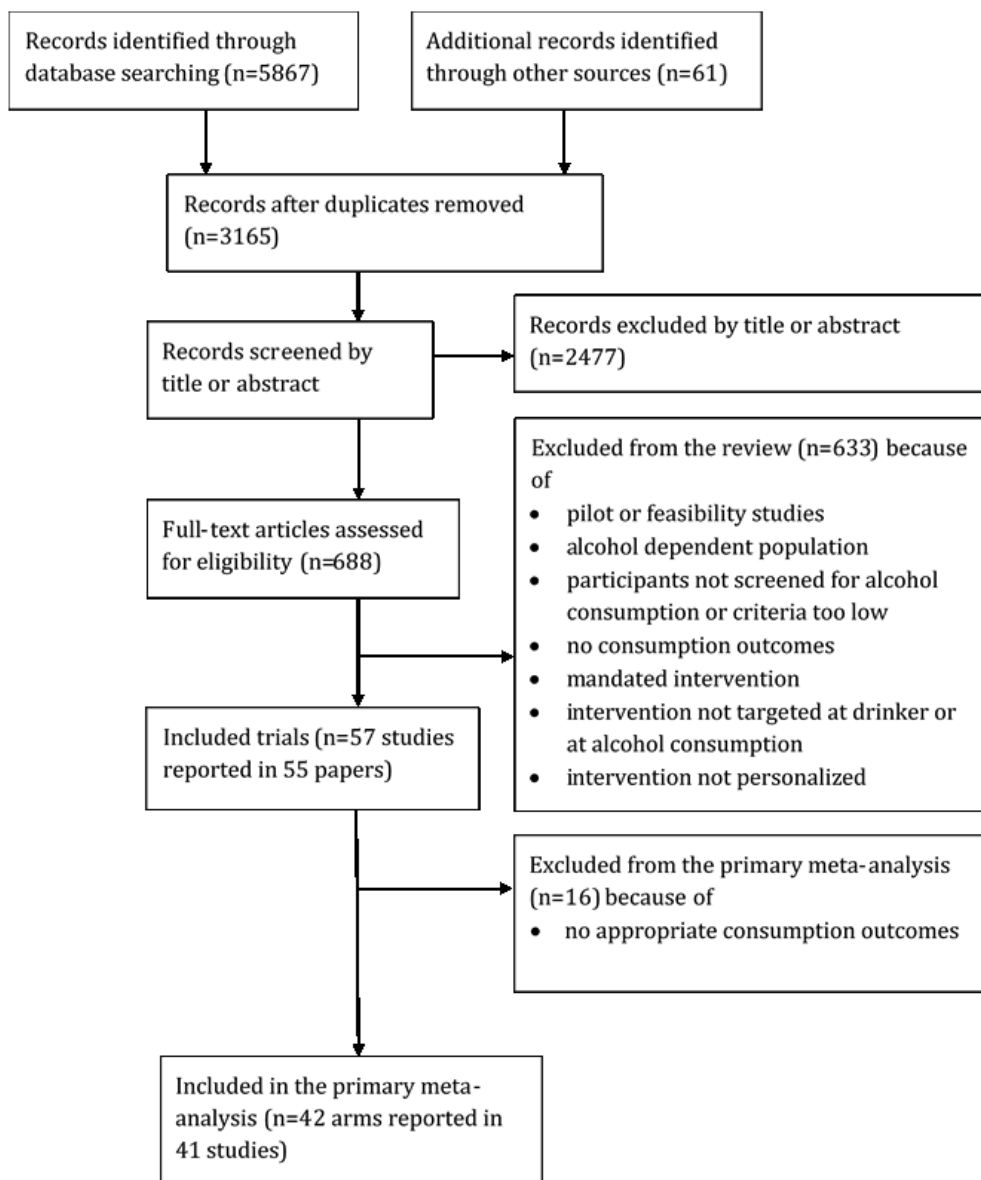 Records identified through
database searching (n=5867)
Additional records identified
through other sources (n=61)
Records after duplicates removed
(n=3165)
Records screened by
title or abstract
Records excluded by title or abstract
(n=2477)
Full-text articles assessed
for eligibility (n=688)
Excluded from the review (n=633) because
of
• pilot or feasibility studies
• alcohol dependent population
• participants not screened for alcohol
consumption or criteria too low
• no consumption outcomes
• mandated intervention
• intervention not targeted at drinker or
at alcohol consumption
• intervention not personalized
Included trials (n=57 studies
reported in 55 papers)
Excluded from the primary meta-analysis
(n=16) because of
• no appropriate consumption outcomes
Included in the primary meta-
analysis (n=42 arms reported in
41 studies)